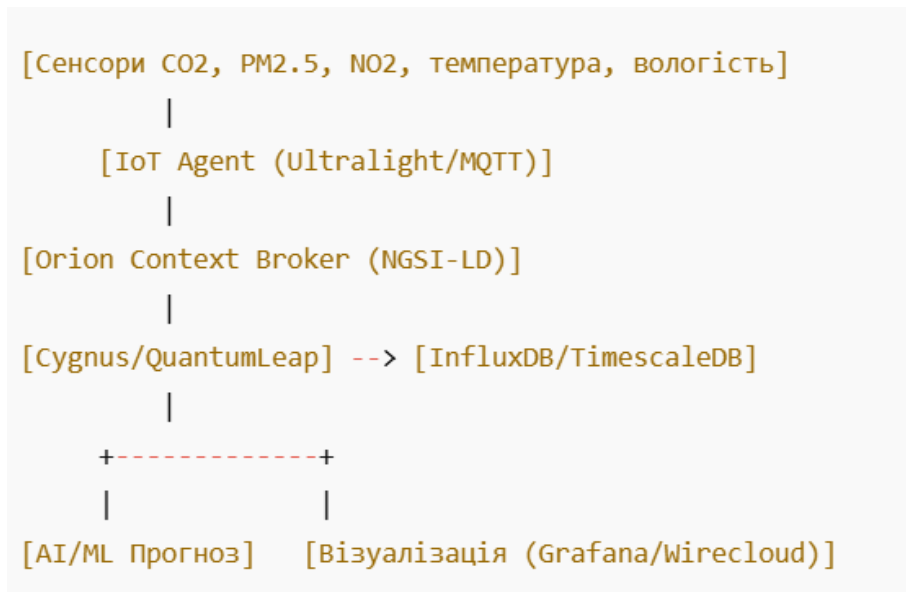 [Сенсори CO2, PM2.5, NO2, температура, вологість]
|
[IoT Agent (Ultralight/MQTT)]
|
[Orion Context Broker (NGSI-LD)]
|
[Cygnus/QuantumLeap] --> [InfluxDB/TimescaleDB]
|
+-------------+
| |
[AI/ML Прогноз] [Візуалізація (Grafana/Wirecloud)]